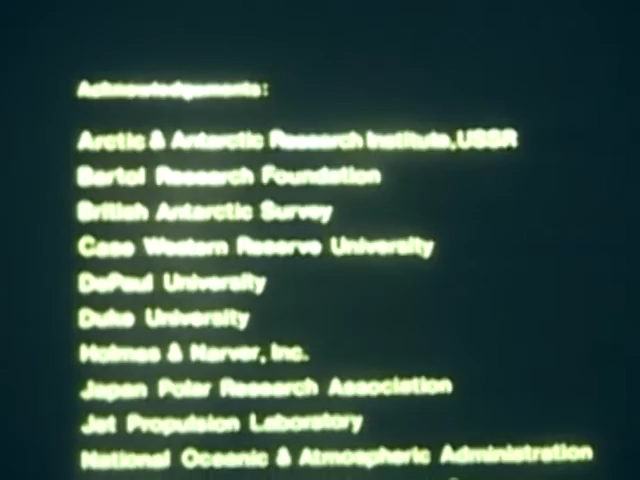 Acknowledgements:
Arctic & Antarctic Research Institute, USSR
Bartol Research Foundation
British Antarctic Survey
Case Western Reserve University
DePaul University
Duke University
Holmes & Narver, Inc.
Japan Polar Research Association
Jet Propulsion Laboratory
National Oceanic & Atmospheric Administration